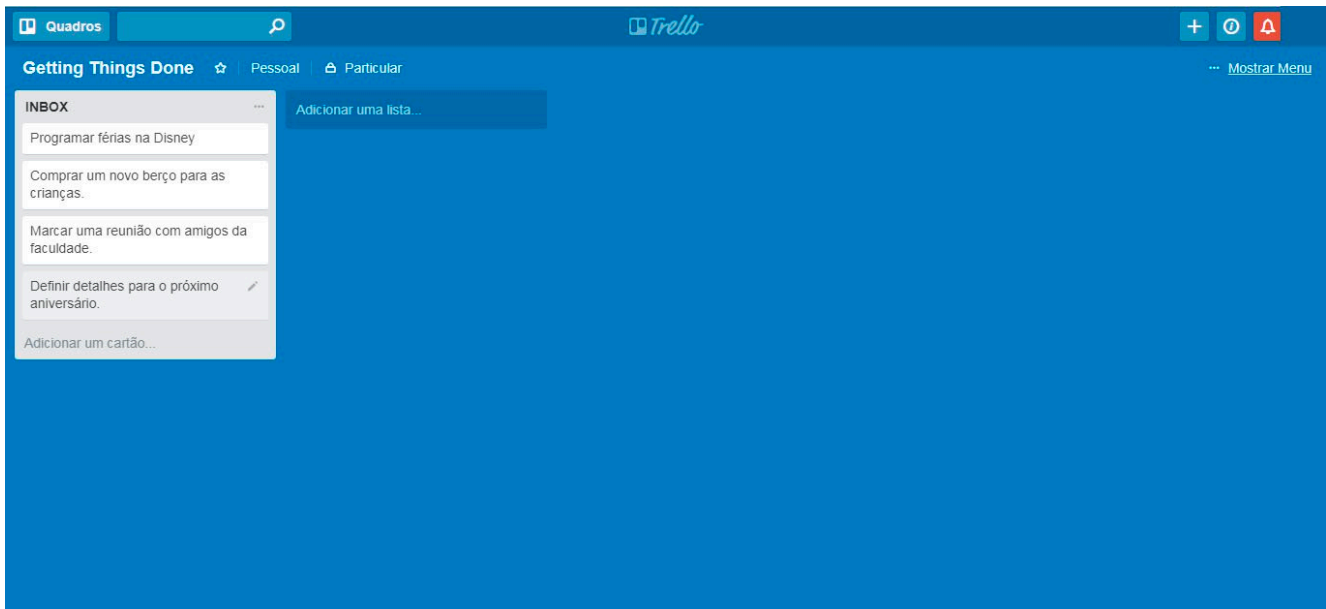 Quadros
Trello
Getting Things Done
Pessoal
Particular
... Mostrar Menu
INBOX
...
Adicionar uma lista...
Programar férias na Disney
Comprar um novo berço para as
crianças.
Marcar uma reunião com amigos da
faculdade.
Definir detalhes para o próximo
aniversário.
Adicionar um cartão...